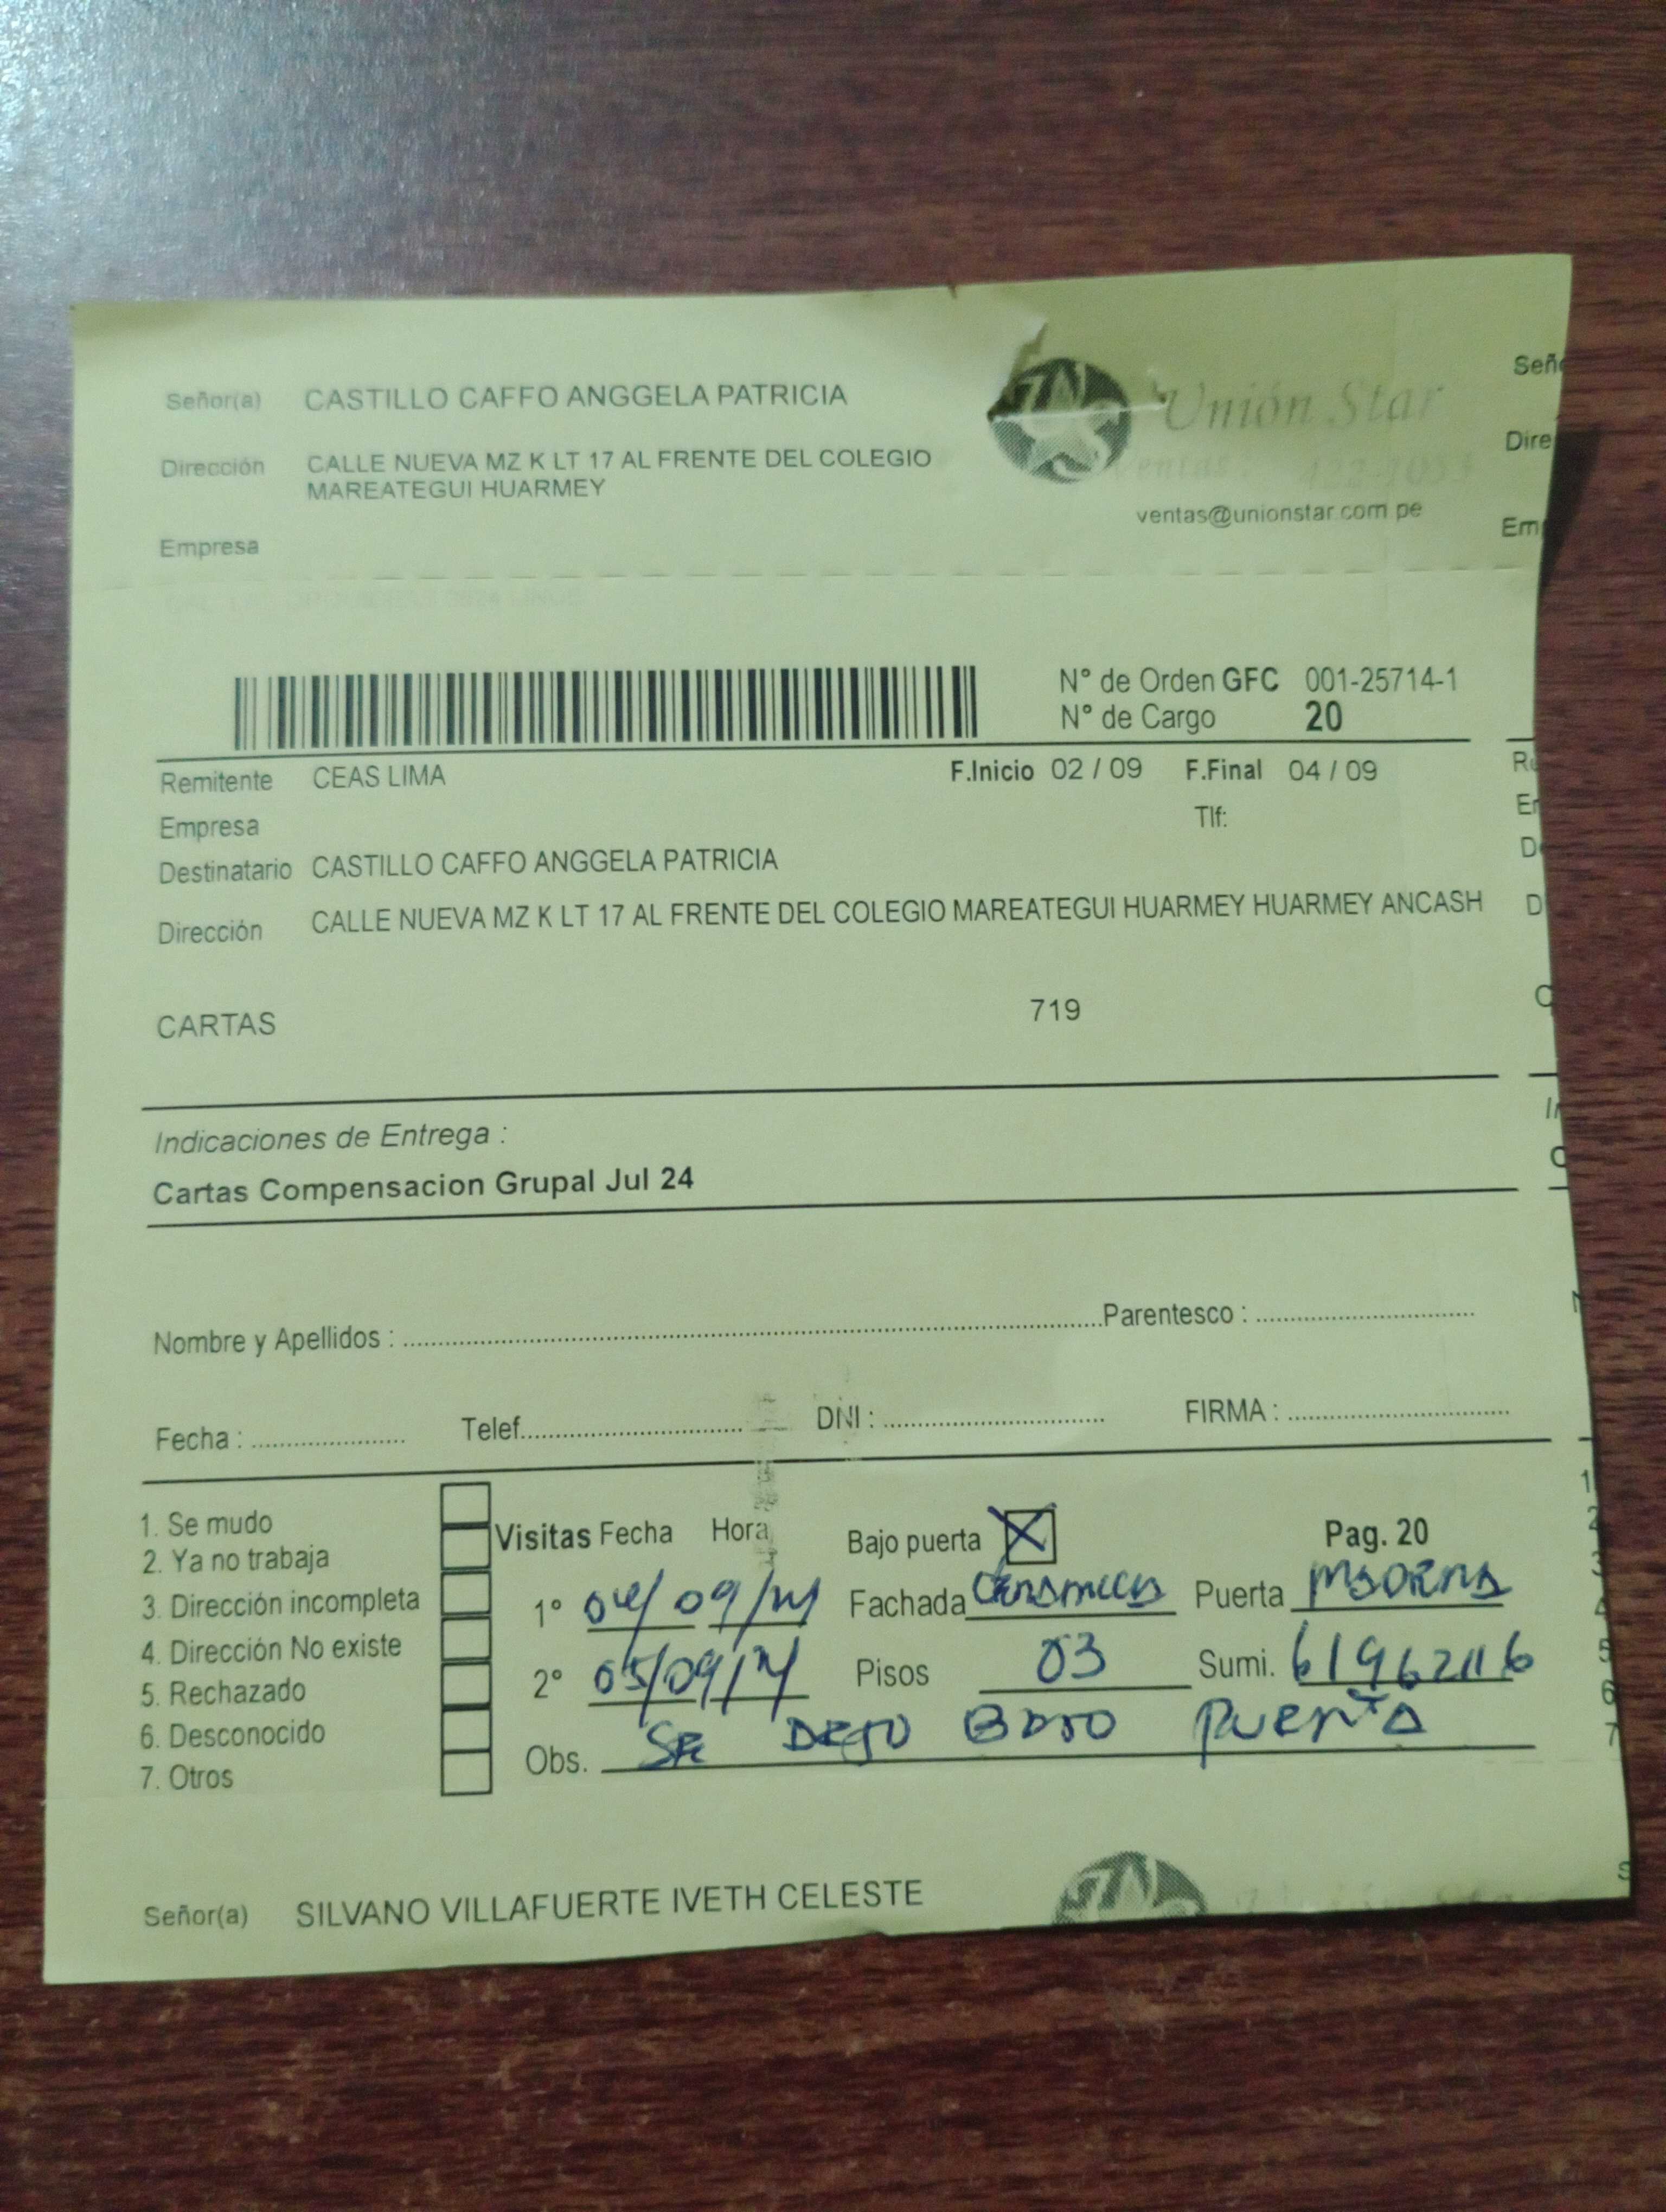 Señor(a) CASTILLO CAFFO ANGGELA PATRICIA
Unión Star
Dirección CALLE NUEVA MZ K LT 17 AL FRENTE DEL COLEGIO
MAREATEGUI HUARMEY
ventas@unionstar.com.pe
Empresa
N° de Orden GFC 001-25714-1
N° de Cargo 20
Remitente CEAS LIMA F.Inicio 02 / 09 F.Final 04 / 09
Empresa Tlf:
Destinatario CASTILLO CAFFO ANGGELA PATRICIA
Dirección CALLE NUEVA MZ K LT 17 AL FRENTE DEL COLEGIO MAREATEGUI HUARMEY HUARMEY ANCASH
CARTAS 719
Indicaciones de Entrega :
Cartas Compensacion Grupal Jul 24
Nombre y Apellidos : Parentesco :
Fecha : Telef. DNI : FIRMA :
1. Se mudo
2. Ya no trabaja
3. Dirección incompleta
4. Dirección No existe
5. Rechazado
6. Desconocido
7. Otros
Visitas Fecha Hora Bajo puerta X Pag. 20
1° 04/09/24 Fachada Puerta
2° 05/09/24 Pisos 03 Sumi.
Obs. SE DEJO BAJO PUERTA
Señor(a) SILVANO VILLAFUERTE IVETH CELESTE